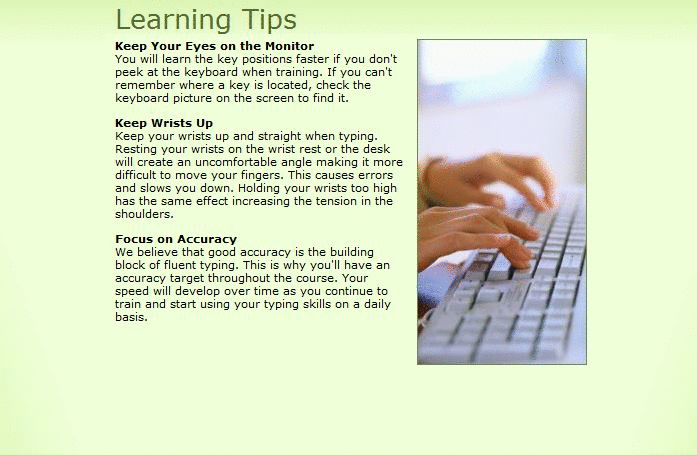 Learning Tips
Keep Your Eyes on the Monitor
You will learn the key positions faster if you don't
peek at the keyboard when training. If you can't
remember where a key is located, check the
keyboard picture on the screen to find it.
Keep Wrists Up
Keep your wrists up and straight when typing.
Resting your wrists on the wrist rest or the desk
will create an uncomfortable angle making it more
difficult to move your fingers. This causes errors
and slows you down. Holding your wrists too high
has the same effect increasing the tension in the
shoulders.
Focus on Accuracy
We believe that good accuracy is the building
block of fluent typing. This is why you'll have an
accuracy target throughout the course. Your
speed will develop over time as you continue to
train and start using your typing skills on a daily
basis.